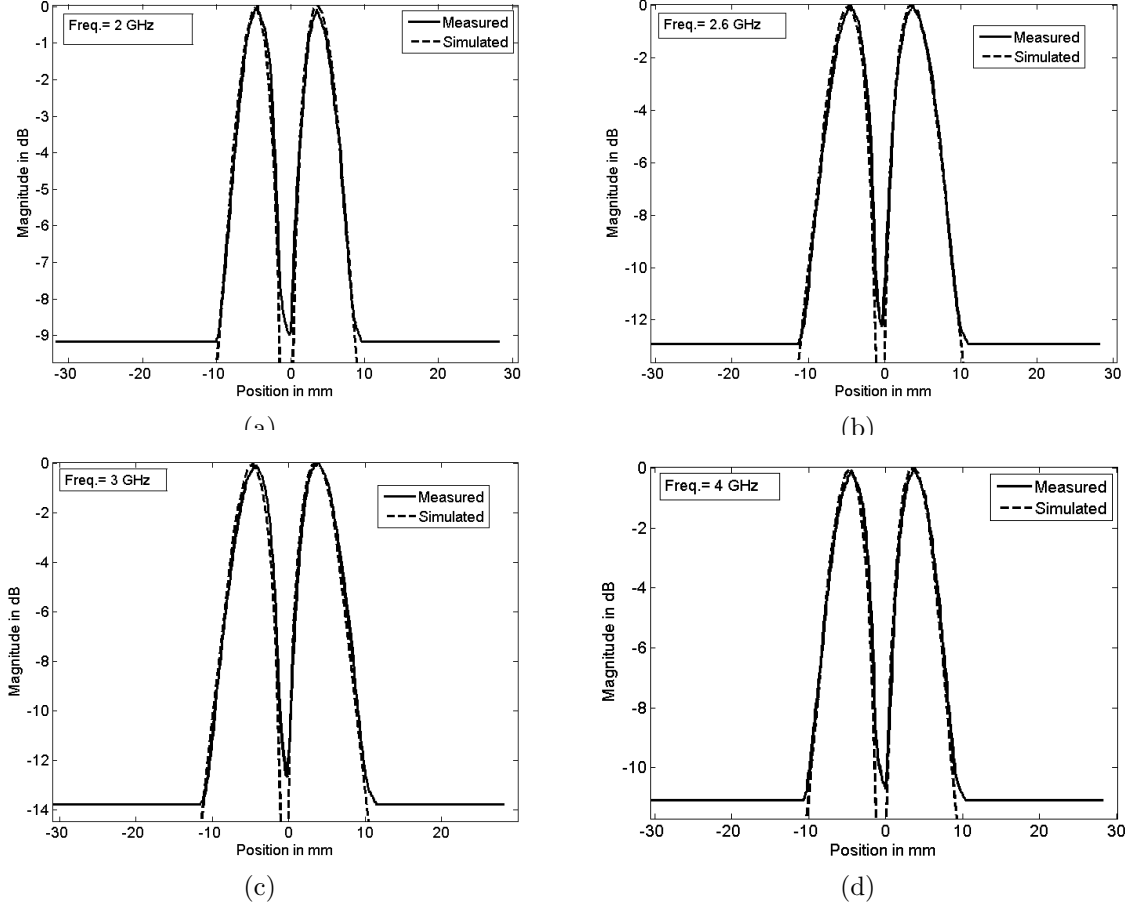 Freq.= 2 GHz
Measured
Simulated
0
-1
-2
-3
-4
-5
-6
-7
-8
-9
Magnitude in dB
-30 -20 -10 0 10 20 30
Position in mm
(a)
Freq.= 2.6 GHz
Measured
Simulated
0
-2
-4
-6
-8
-10
-12
Magnitude in dB
-30 -20 -10 0 10 20 30
Position in mm
(b)
Freq.= 3 GHz
Measured
Simulated
0
-2
-4
-6
-8
-10
-12
-14
Magnitude in dB
-30 -20 -10 0 10 20
Position in mm
(c)
Freq.= 4 GHz
Measured
Simulated
0
-2
-4
-6
-8
-10
Magnitude in dB
-30 -20 -10 0 10 20 30
Position in mm
(d)